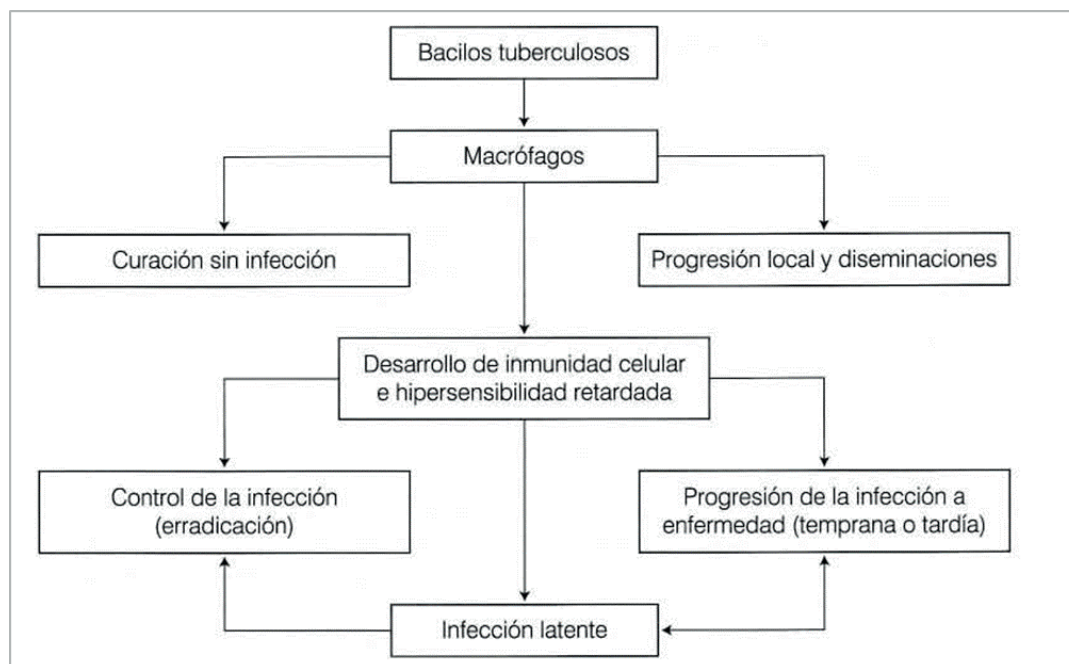 Bacilos tuberculosos
Macrófagos
Curación sin infección
Progresión local y diseminaciones
Desarrollo de inmunidad celular
e hipersensibilidad retardada
Control de la infección
(erradicación)
Progresión de la infección a
enfermedad (temprana o tardía)
Infección latente